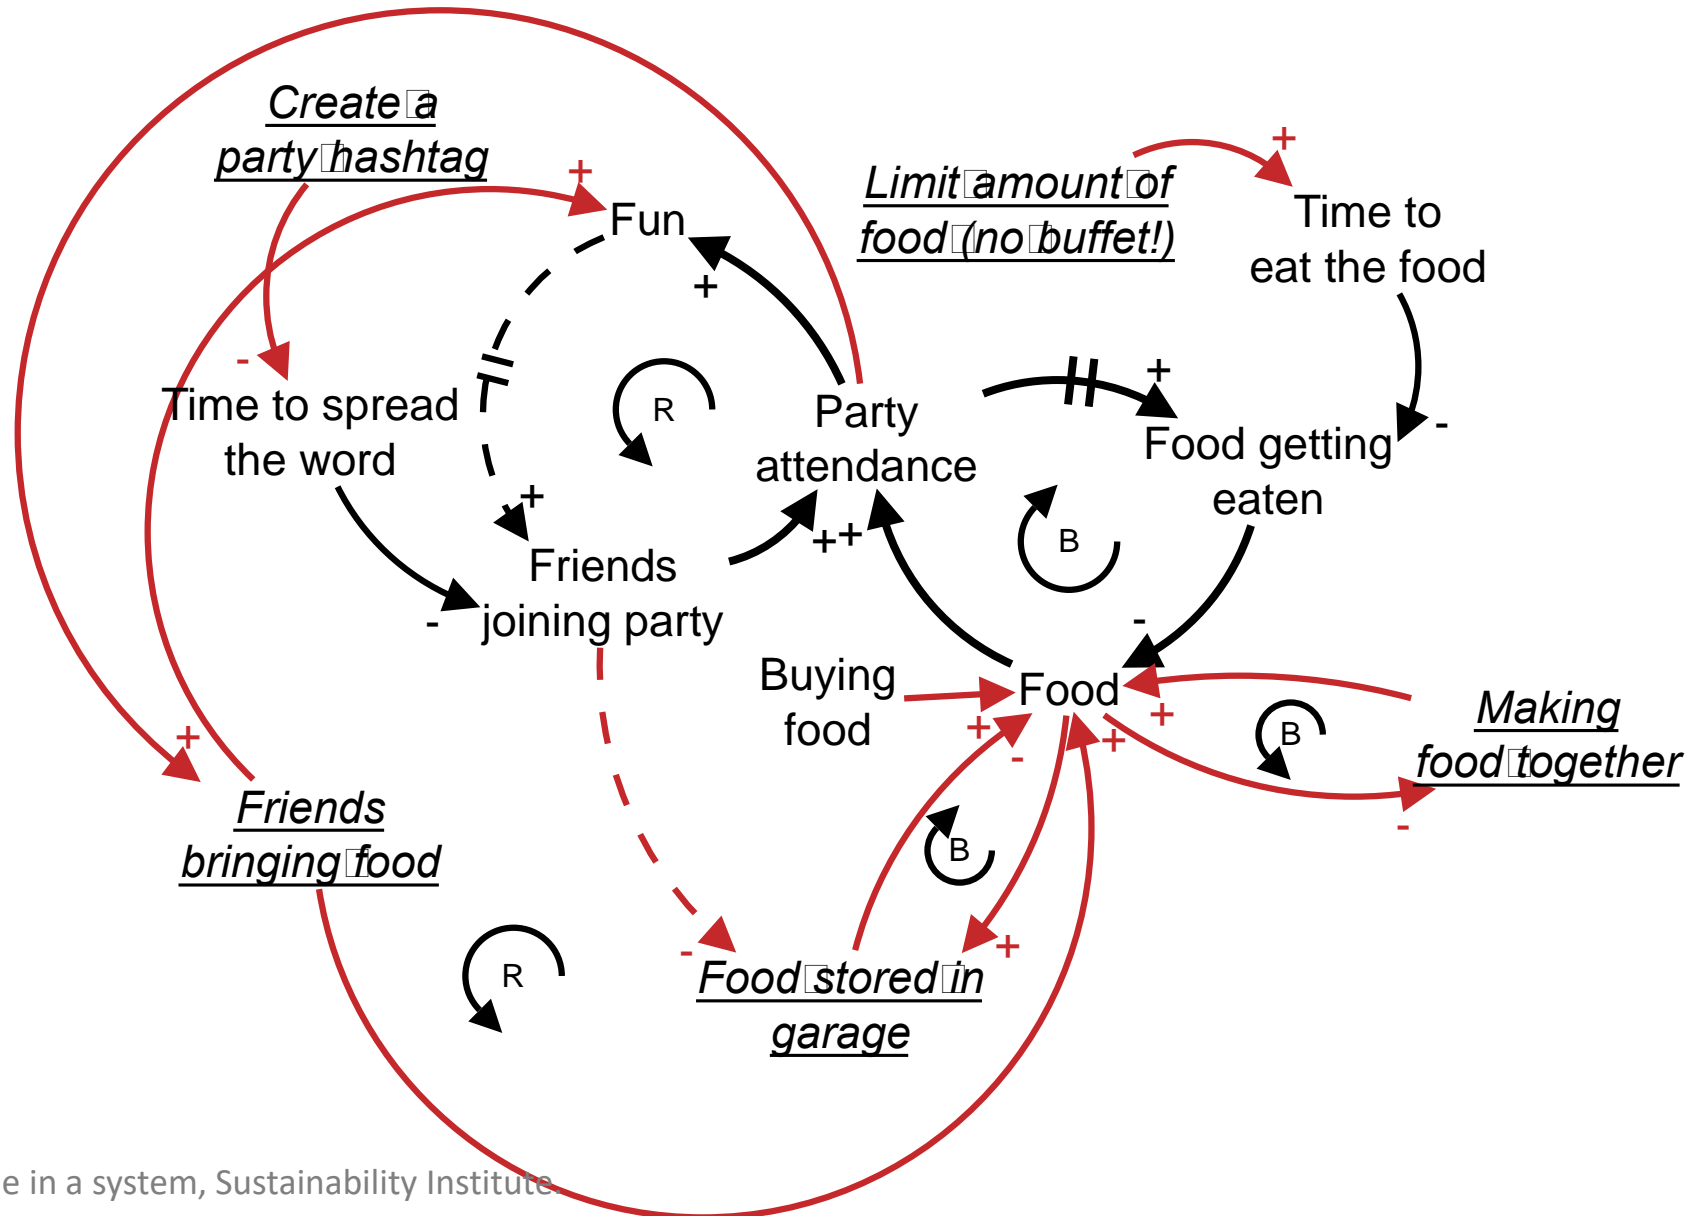 Create a
party hashtag
+
Fun
+
Limit amount of
food (no buffet!)
+
Time to
eat the food
-
Time to spread
the word
-
R
Party
attendance
+
Food getting
eaten
-
+
Friends
joining party
-
++
B
-
Buying
food
+
Food
+
-
+
B
Making
food together
-
+
Friends
bringing food
B
-
Food stored in
garage
+
R
e in a system, Sustainability Institute.